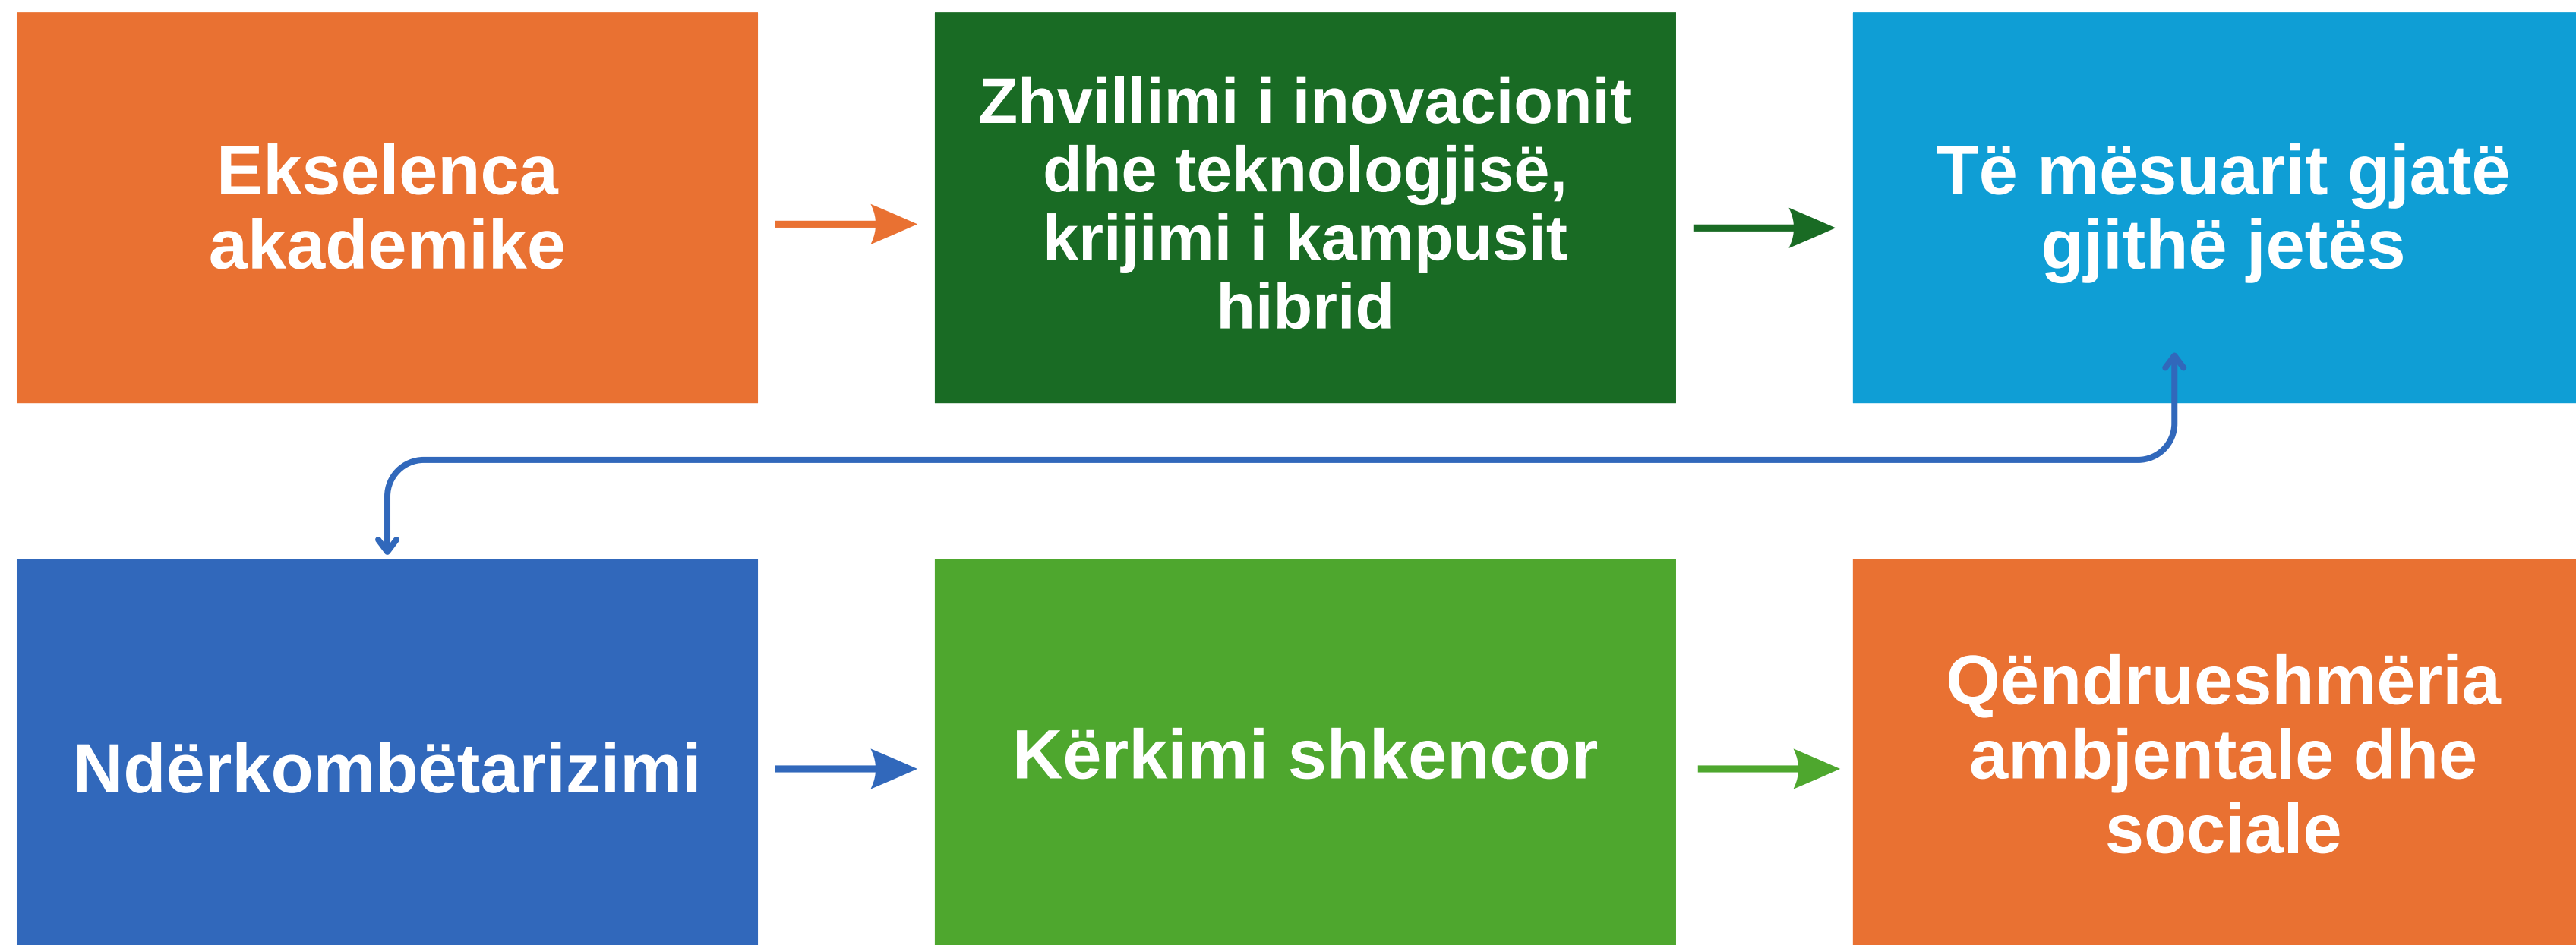 Ekselenca
akademike
Zhvillimi i inovacionit
dhe teknologjisë,
krijimi i kampusit
hibrid
Të mësuarit gjatë
gjithë jetës
Ndërkombëtarizimi
Kërkimi shkencor
Qëndrueshmëria
ambjentale dhe
sociale